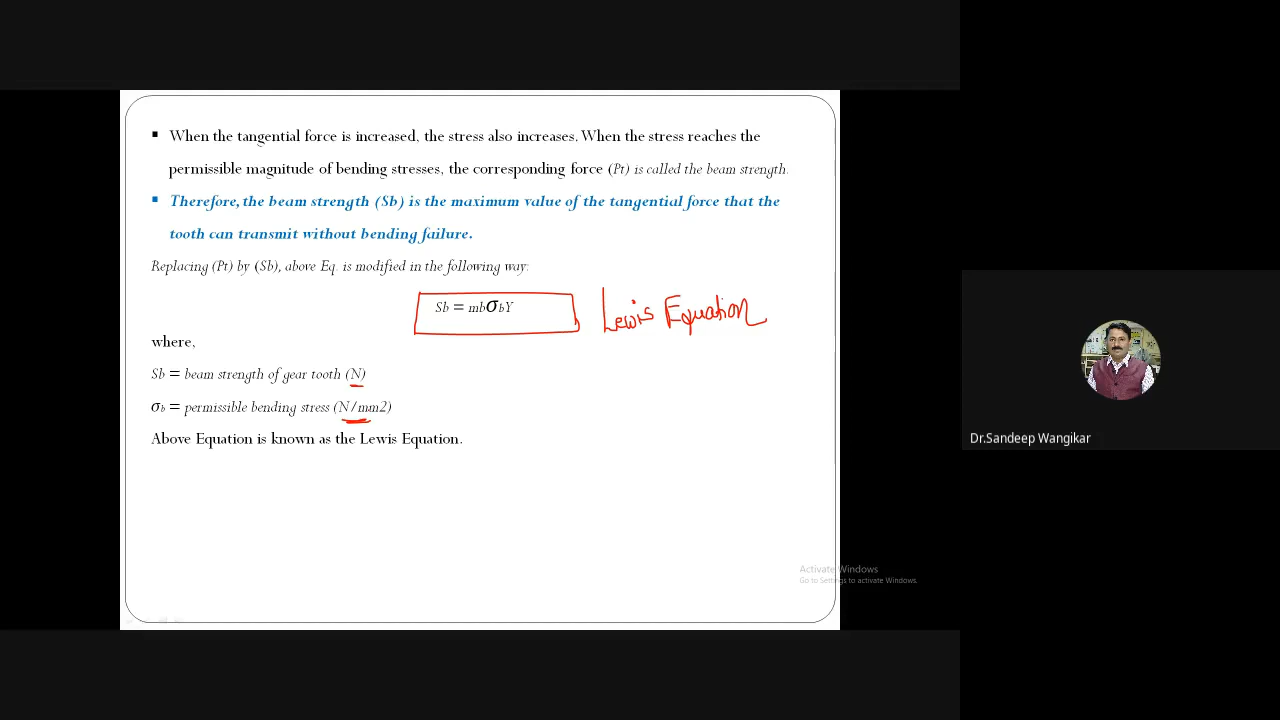 ▪ When the tangential force is increased, the stress also increases. When the stress reaches the
permissible magnitude of bending stresses, the corresponding force (Pt) is called the beam strength.
▪ Therefore, the beam strength (Sb) is the maximum value of the tangential force that the
tooth can transmit without bending failure.
Replacing (Pt) by (Sb), above Eq. is modified in the following way:
Sb = mbσbY Lewis Equation
where,
Sb = beam strength of gear tooth (N)
σb = permissible bending stress (N/mm2)
Above Equation is known as the Lewis Equation.
Dr.Sandeep Wangikar
Activate Windows
Go to Settings to activate Windows.